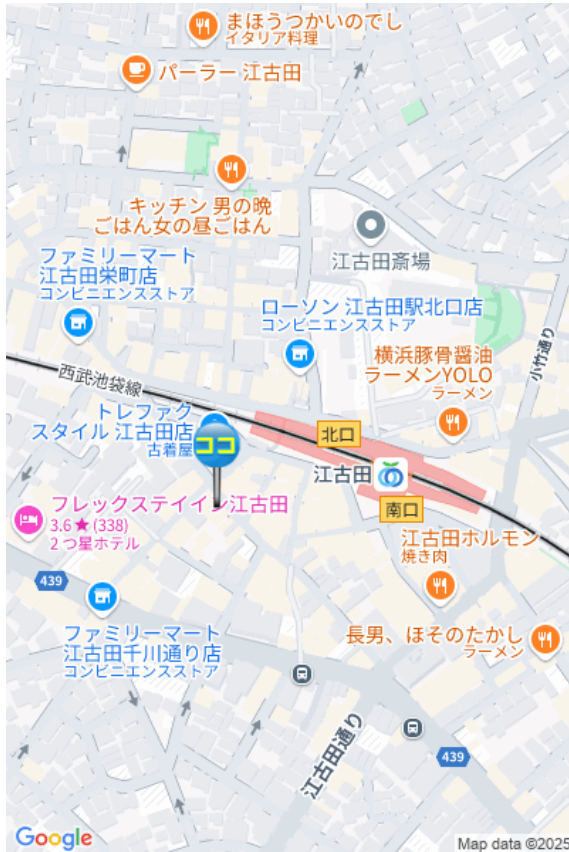 まほうつかいのでし
イタリア料理
パーラー 江古田
キッチン 男の晩
ごはん女の昼ごはん
江古田斎場
ファミリーマート
江古田栄町店
コンビニエンスストア
ローソン 江古田駅北口店
コンビニエンスストア
小竹通り
横浜豚骨醤油
ラーメンYOLO
ラーメン
西武池袋線
トレファク
スタイル 江古田店
古着屋
ココ
北口
江古田
南口
フレックステイイン江古田
3.6★(338)
2 つ星ホテル
江古田ホルモン
焼き肉
439
ファミリーマート
江古田千川通り店
コンビニエンスストア
長男、ほそのたかし
ラーメン
江古田通り
439
Google
Map data ©2025